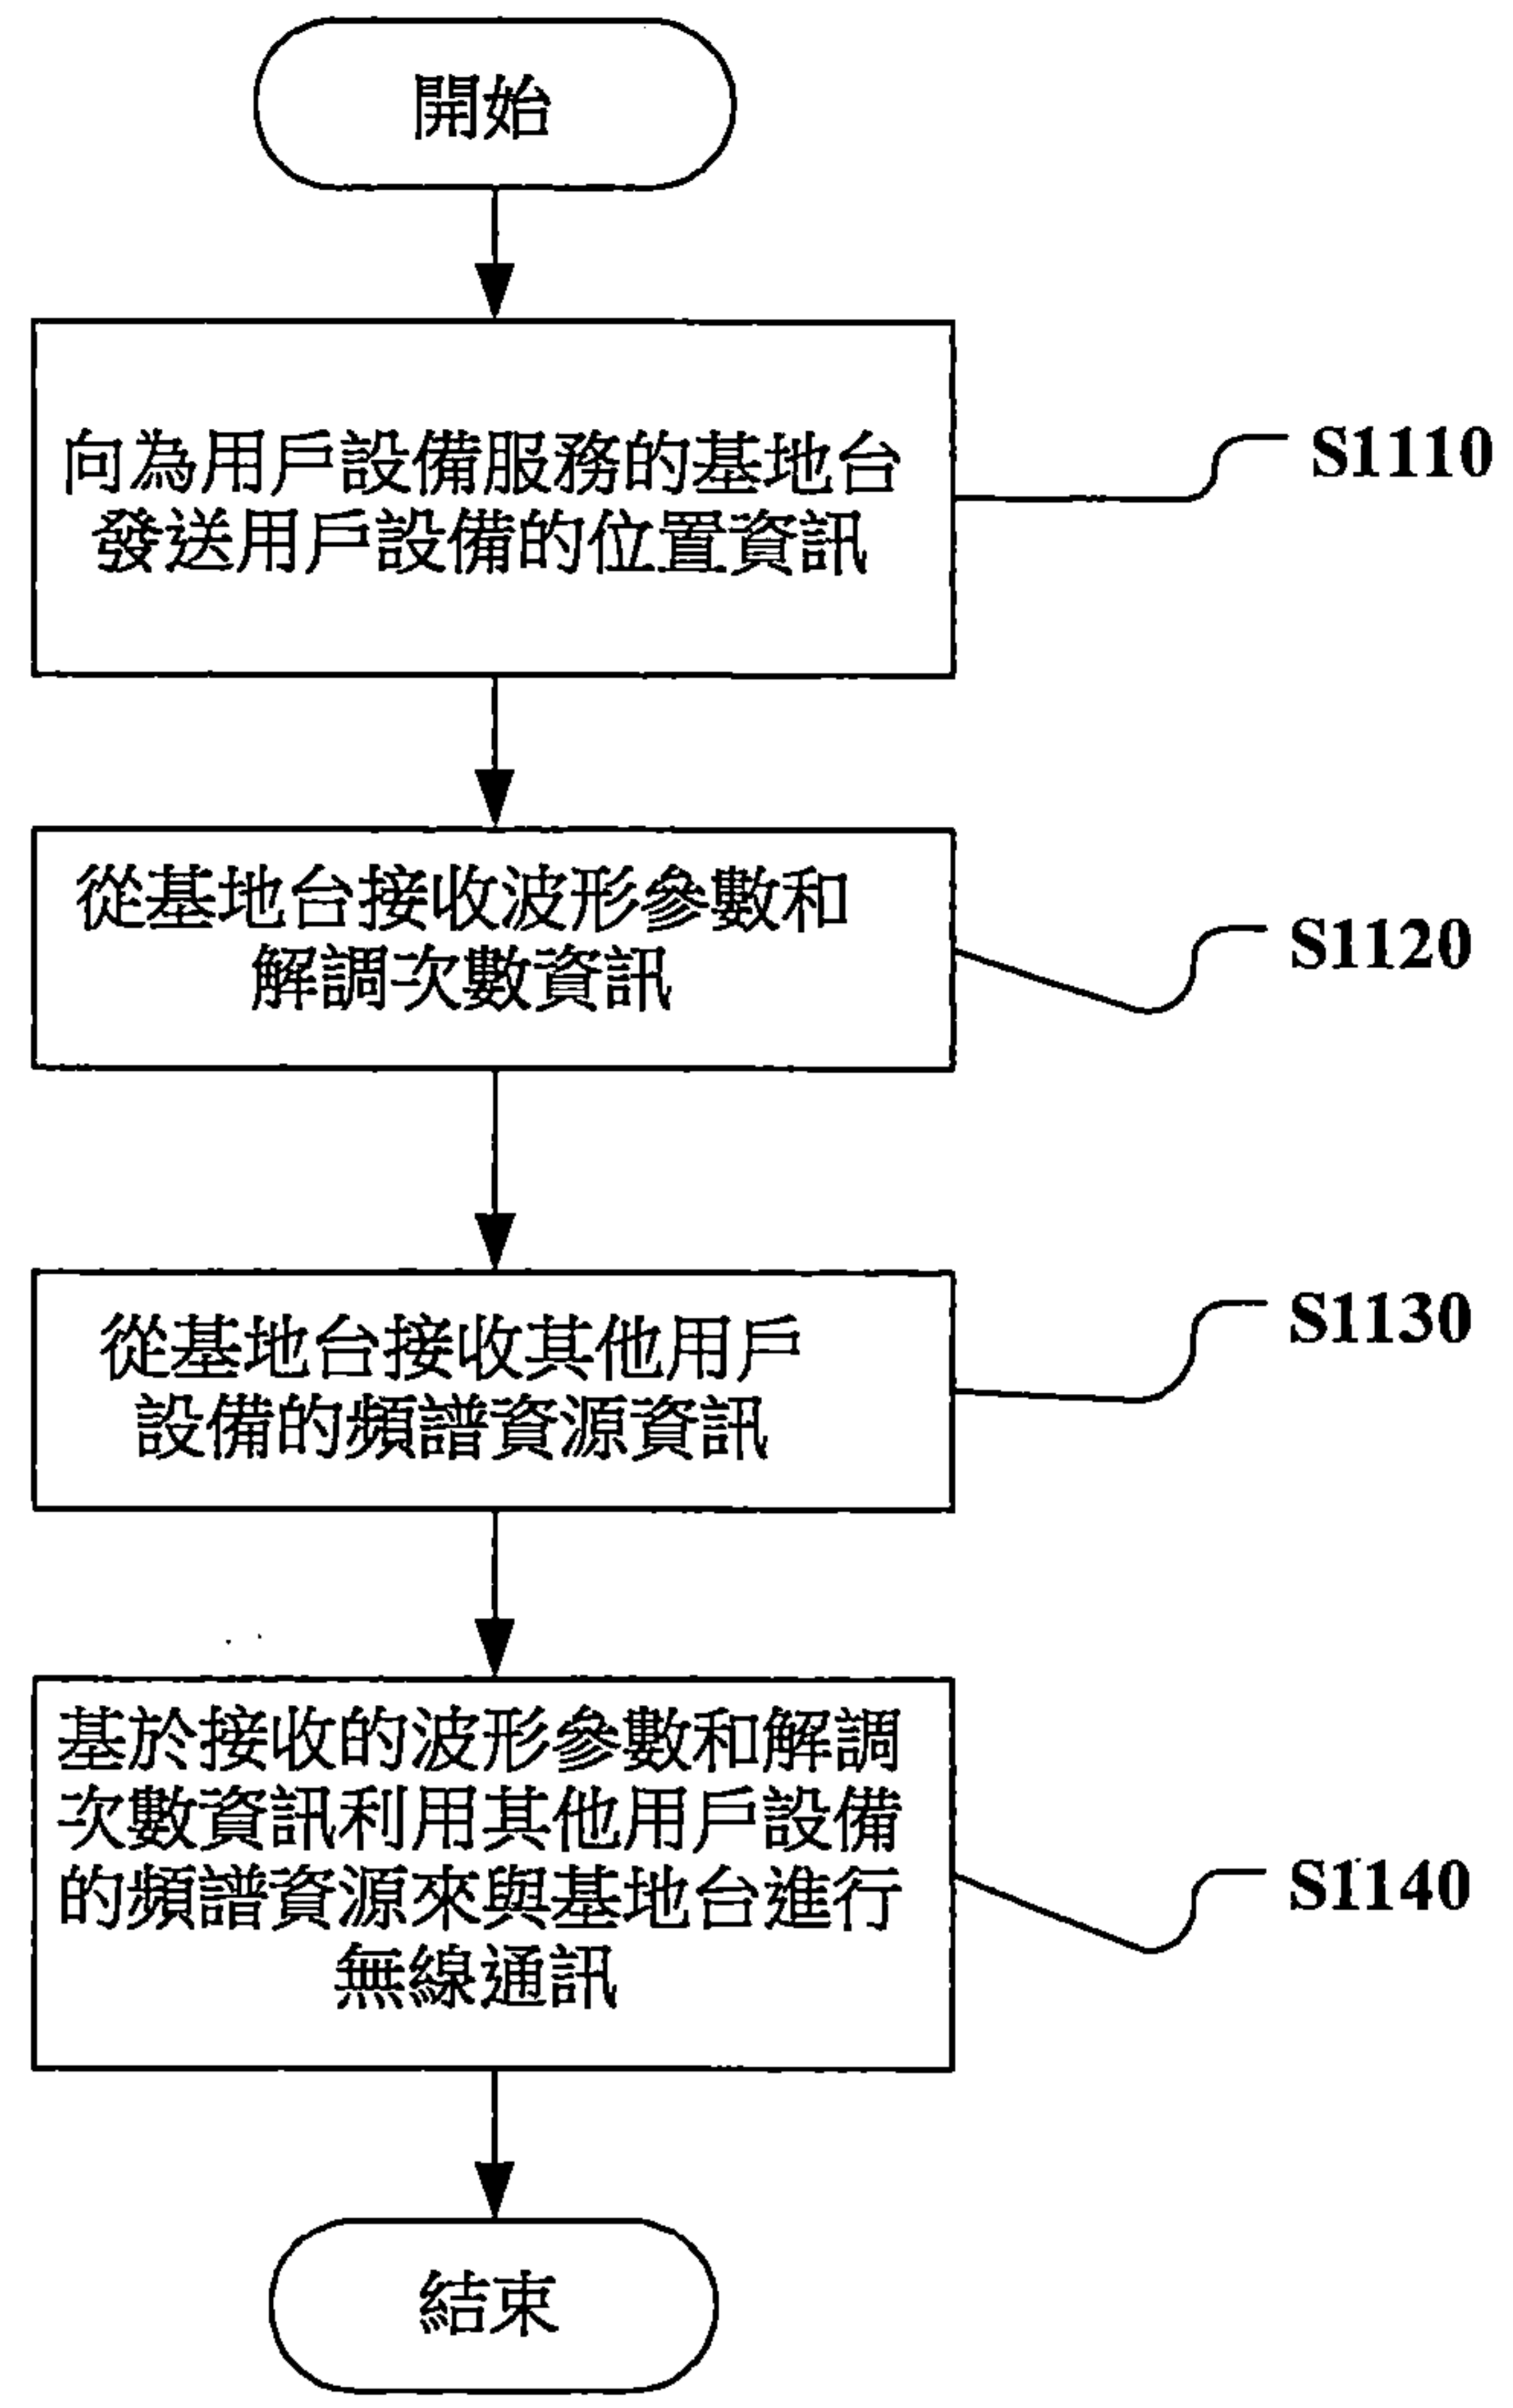 開始
向為用戶設備服務的基地台
發送用戶設備的位置資訊
S1110
從基地台接收波形參數和
解調次數資訊
S1120
從基地台接收其他用戶
設備的頻譜資源資訊
S1130
基於接收的波形參數和解調
次數資訊利用其他用戶設備
的頻譜資源來與基地台進行
無線通訊
S1140
結束